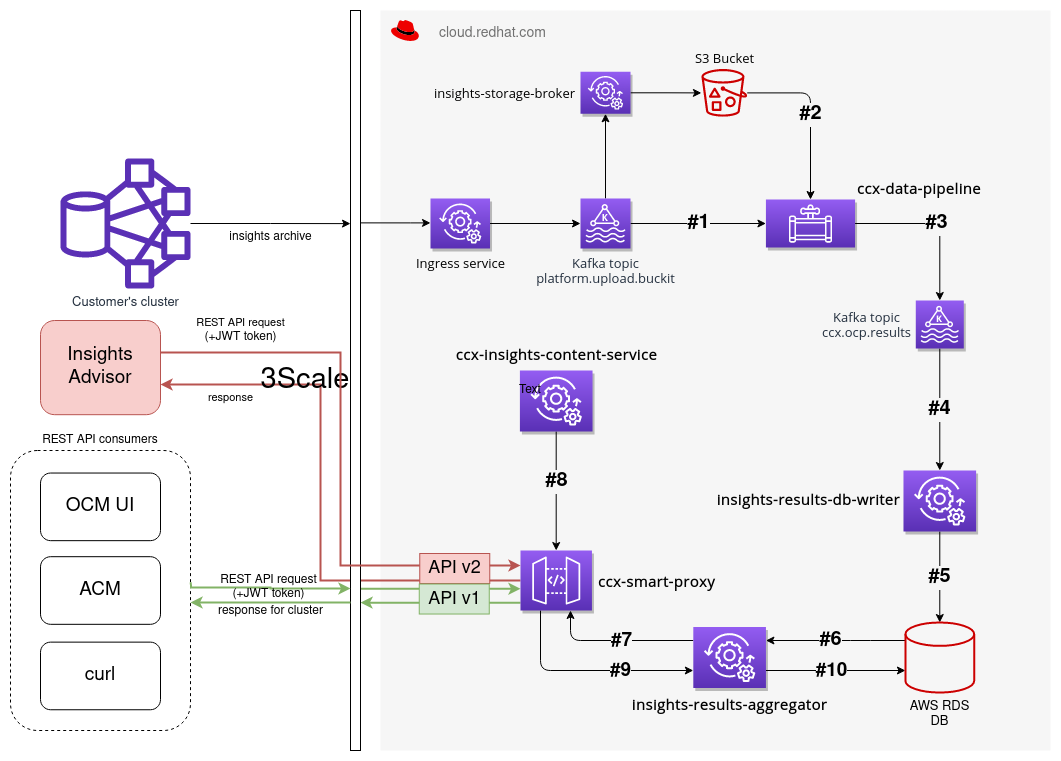 cloud.redhat.com
S3 Bucket
insights-storage-broker
#2
ccx-data-pipeline
insights archive
#1
#3
Ingress service
Kafka topic
platform.upload.buckit
Customer's cluster
Kafka topic
ccx.ocp.results
REST API request
(+JWT token)
Insights
Advisor
3Scale
response
ccx-insights-content-service
Text
#4
REST API consumers
OCM UI
#8
insights-results-db-writer
API v2
#5
ACM
REST API request
(+JWT token)
response for cluster
API v1
ccx-smart-proxy
curl
#7
#6
#9
#10
insights-results-aggregator
AWS RDS
DB
K
K